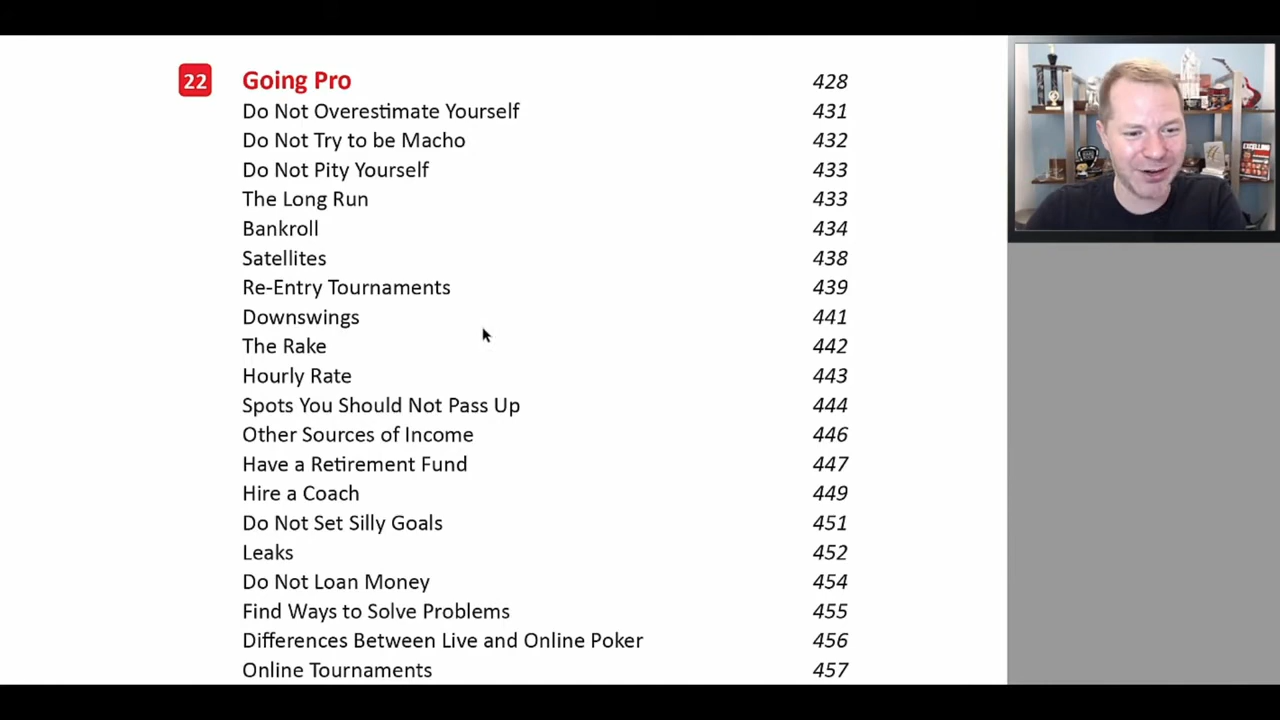 22 Going Pro 428
Do Not Overestimate Yourself 431
Do Not Try to be Macho 432
Do Not Pity Yourself 433
The Long Run 433
Bankroll 434
Satellites 438
Re-Entry Tournaments 439
Downswings 441
The Rake 442
Hourly Rate 443
Spots You Should Not Pass Up 444
Other Sources of Income 446
Have a Retirement Fund 447
Hire a Coach 449
Do Not Set Silly Goals 451
Leaks 452
Do Not Loan Money 454
Find Ways to Solve Problems 455
Differences Between Live and Online Poker 456
Online Tournaments 457
EXCELLING